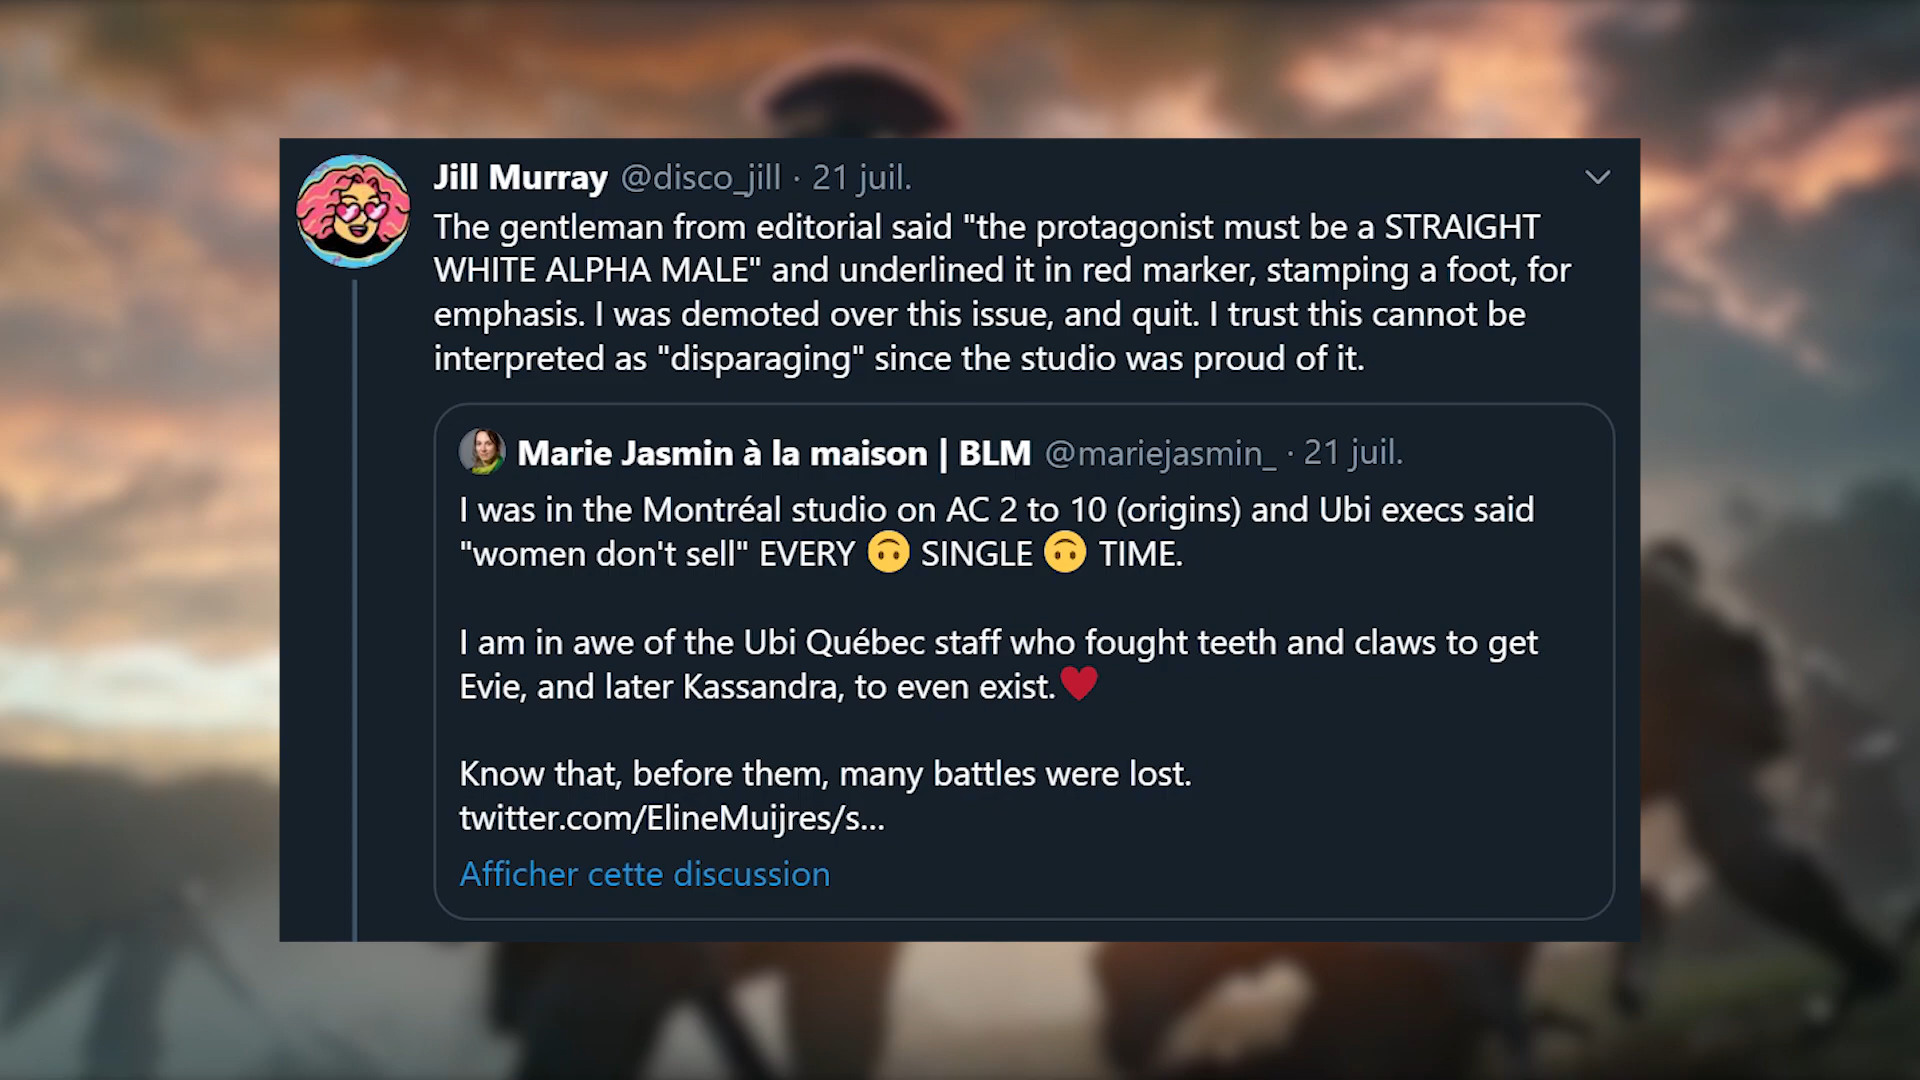 Jill Murray @disco_jill · 21 juil.
The gentleman from editorial said "the protagonist must be a STRAIGHT
WHITE ALPHA MALE" and underlined it in red marker, stamping a foot, for
emphasis. I was demoted over this issue, and quit. I trust this cannot be
interpreted as "disparaging" since the studio was proud of it.
Marie Jasmin à la maison | BLM @mariejasmin_ · 21 juil.
I was in the Montréal studio on AC 2 to 10 (origins) and Ubi execs said
"women don't sell" EVERY 🙃 SINGLE 🙃 TIME.
I am in awe of the Ubi Québec staff who fought teeth and claws to get
Evie, and later Kassandra, to even exist.❤️
Know that, before them, many battles were lost.
twitter.com/ElineMuijres/s...
Afficher cette discussion